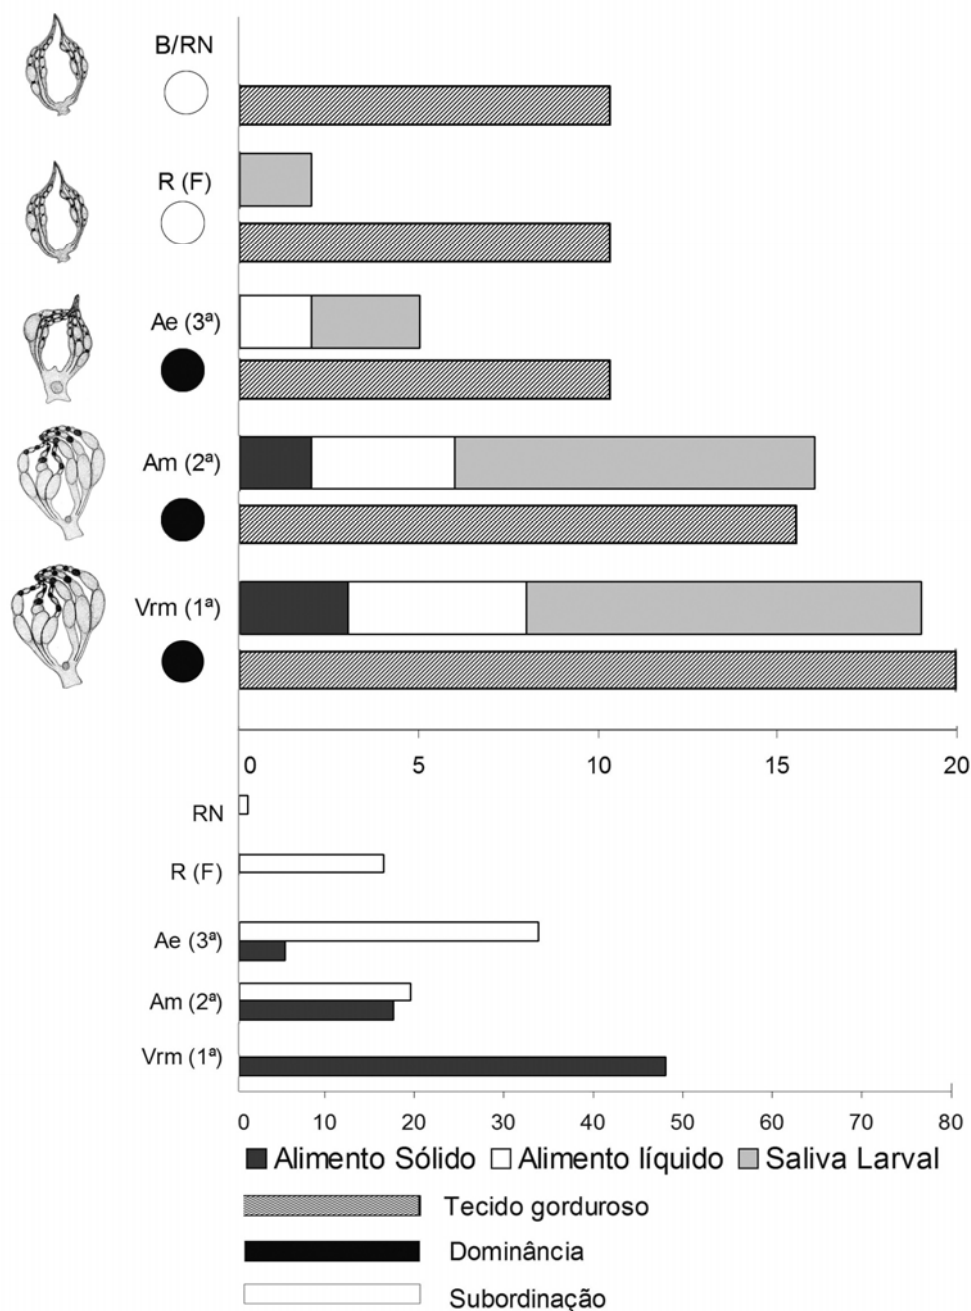 B/RN
R (F)
Ae (3ª)
Am (2ª)
Vrm (1ª)
0 5 10 15 20
RN
R (F)
Ae (3ª)
Am (2ª)
Vrm (1ª)
0 10 20 30 40 50 60 70 80
Alimento Sólido Alimento líquido Saliva Larval
Tecido gorduroso
Dominância
Subordinação